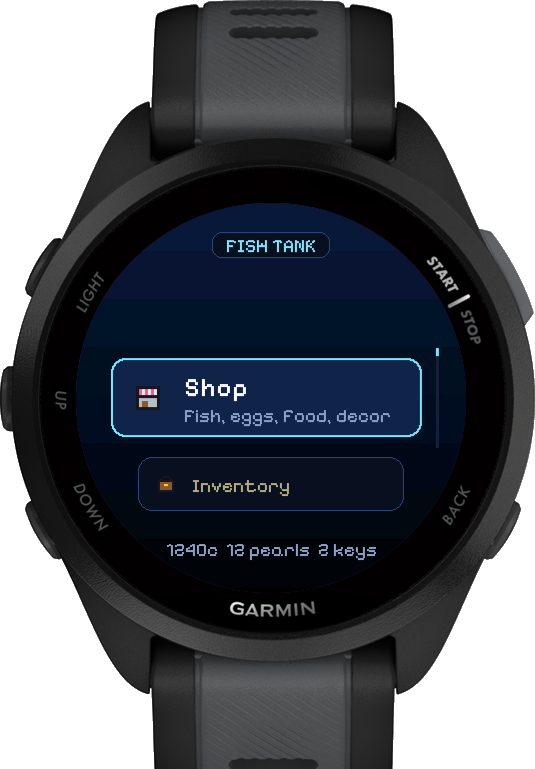 FISH TANK
START
STOP
LIGHT
UP
Shop
Fish, eggs, food, decor
DOWN
BACK
Inventory
1240c 12 pearls 2 keys
GARMIN